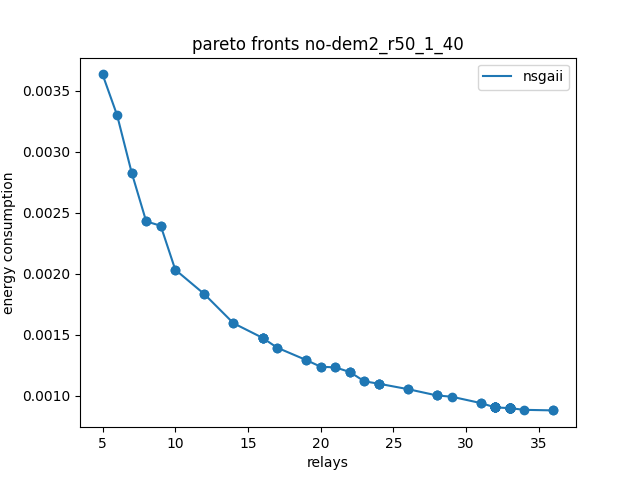 pareto fronts no-dem2_r50_1_40
nsgaii
0.0035
0.0030
0.0025
0.0020
0.0015
0.0010
energy consumption
5 10 15 20 25 30 35
relays